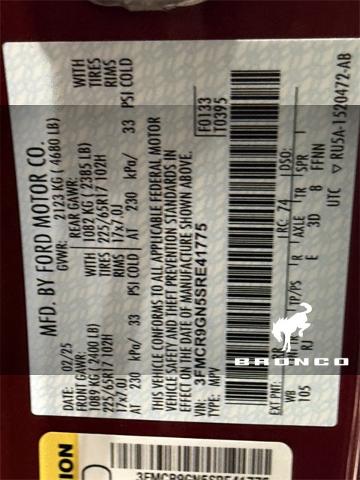 MFD. BY FORD MOTOR CO.
DATE: 02/25
GVWR: 2123 KG ( 4680 LB)
FRONT GAWR: 1089 KG ( 2400 LB)
REAR GAWR: 1082 KG ( 2385 LB)
WITH
225/65R17 102H
TIRES
225/65R17 102H
WITH
TIRES
17x7.0J
RIMS
17x7.0J
RIMS
AT 230 kPa/ 33 PSI COLD
AT 230 kPa/ 33 PSI COLD
THIS VEHICLE CONFORMS TO ALL APPLICABLE FEDERAL MOTOR
VEHICLE SAFETY AND THEFT PREVENTION STANDARDS IN
EFFECT ON THE DATE OF MANUFACTURE SHOWN ABOVE.
VIN: 3FMCR9GN5SRE41775
TYPE: MPV
F0133
T0395
EXT PNT:
RC: 74
DSO:
WB
TP/PS
R
AXLE
TR
SPR
105
RJ
E
3D
8
FFNN
UTC
RU5A-1520472-AB
BRONCO
ION
3FMCR9GN5SRE41775